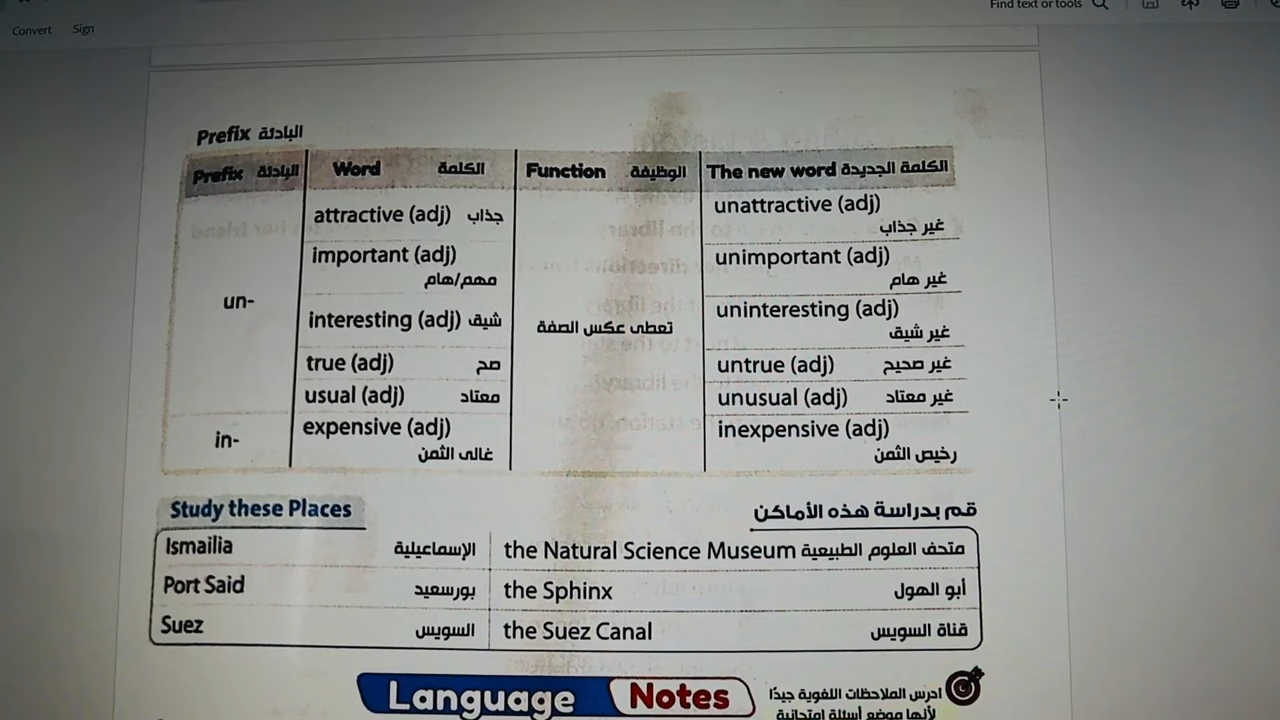 Find text or tools
Convert Sign
Prefix البادئة
Prefix البادئة Word الكلمة Function الوظيفة The new word الكلمة الجديدة
un-
attractive (adj) جذاب
important (adj)
مهم/هام
interesting (adj) شيق
true (adj) صح
usual (adj) معتاد
تعطى عكس الصفة
unattractive (adj)
غير جذاب
unimportant (adj)
غير هام
uninteresting (adj)
غير شيق
untrue (adj) غير صحيح
unusual (adj) غير معتاد
in-
expensive (adj)
غالى الثمن
inexpensive (adj)
رخيص الثمن
Study these Places قم بدراسة هذه الأماكن
Ismailia الإسماعيلية the Natural Science Museum متحف العلوم الطبيعية
Port Said بورسعيد the Sphinx أبو الهول
Suez السويس the Suez Canal قناة السويس
Language Notes
ادرس الملاحظات اللغوية جيدًا
لأنها موضع أسئلة امتحانية